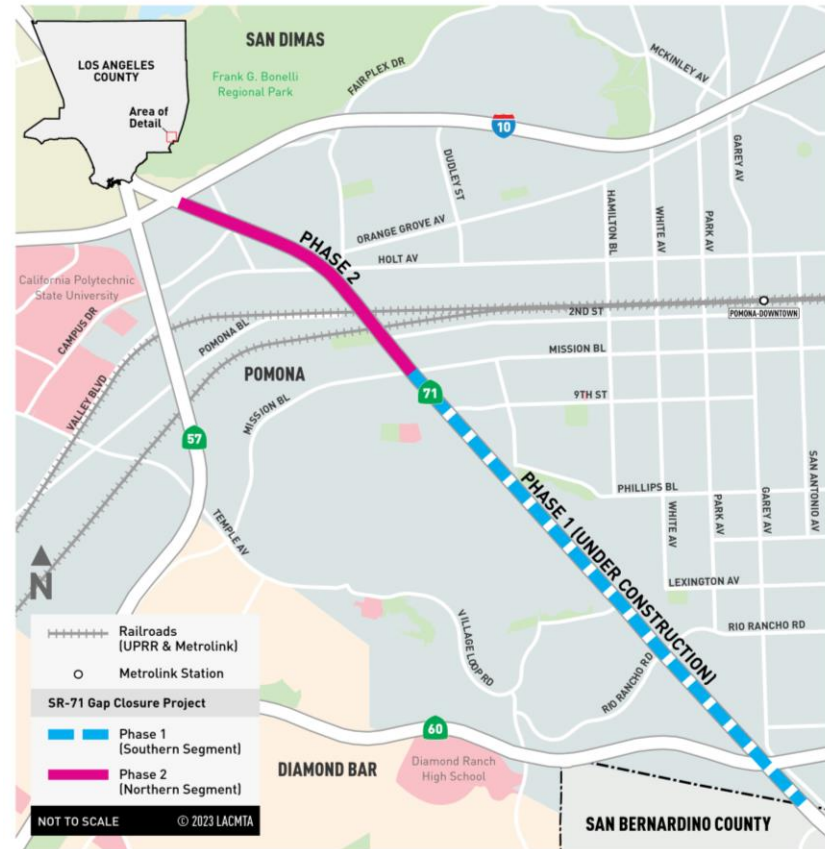 SAN DIMAS
LOS ANGELES
COUNTY
Frank G. Bonelli
Regional Park
Area of
Detail
FAIRPLEX DR
MCKINLEY AV
10
GAREY AV
DUDLEY ST
HAMILTON BL
WHITE AV
PARK AV
ORANGE GROVE AV
PHASE 2
HOLT AV
California Polytechnic
State University
CAMPUS DR
POMONA BL
2ND ST
POMONA-DOWNTOWN
VALLEY BLVD
POMONA
MISSION BL
MISSION BL
71
9TH ST
57
PHASE 1 (UNDER CONSTRUCTION)
PHILLIPS BL
SAN ANTONIO AV
WHITE AV
PARK AV
GAREY AV
TEMPLE AV
N
LEXINGTON AV
VILLAGE LOOP RD
RIO RANCHO RD
RIO RANCHO RD
Railroads
(UPRR & Metrolink)
Metrolink Station
SR-71 Gap Closure Project
Phase 1
(Southern Segment)
Phase 2
(Northern Segment)
NOT TO SCALE © 2023 LACMTA
60
DIAMOND BAR
Diamond Ranch
High School
SAN BERNARDINO COUNTY